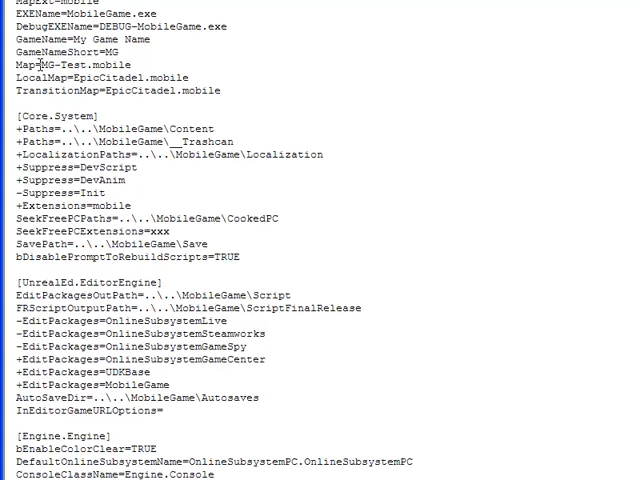 MapExt=mobile
EXEName=MobileGame.exe
DebugEXEName=DEBUG-MobileGame.exe
GameName=My Game Name
GameNameShort=MG
Map=MG-Test.mobile
LocalMap=EpicCitadel.mobile
TransitionMap=EpicCitadel.mobile
[Core.System]
+Paths=..\..\MobileGame\Content
+Paths=..\..\MobileGame\__Trashcan
+LocalizationPaths=..\..\MobileGame\Localization
+Suppress=DevScript
+Suppress=DevAnim
-Suppress=Init
+Extensions=mobile
SeekFreePCPaths=..\..\MobileGame\CookedPC
SeekFreePCExtensions=xxx
SavePath=..\..\MobileGame\Save
bDisablePromptToRebuildScripts=TRUE
[UnrealEd.EditorEngine]
EditPackagesOutPath=..\..\MobileGame\Script
FRScriptOutputPath=..\..\MobileGame\ScriptFinalRelease
-EditPackages=OnlineSubsystemLive
-EditPackages=OnlineSubsystemSteamworks
-EditPackages=OnlineSubsystemGameSpy
+EditPackages=OnlineSubsystemGameCenter
+EditPackages=UDKBase
+EditPackages=MobileGame
AutoSaveDir=..\..\MobileGame\Autosaves
InEditorGameURLOptions=
[Engine.Engine]
bEnableColorClear=TRUE
DefaultOnlineSubsystemName=OnlineSubsystemPC.OnlineSubsystemPC
ConsoleClassName=Engine.Console